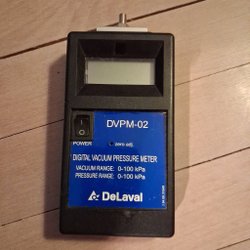 DVPM-02
POWER
zero adj.
DIGITAL VACUUM PRESSURE METER
VACUUM RANGE: 0-100 kPa
PRESSURE RANGE: 0-100 kPa
DeLaval